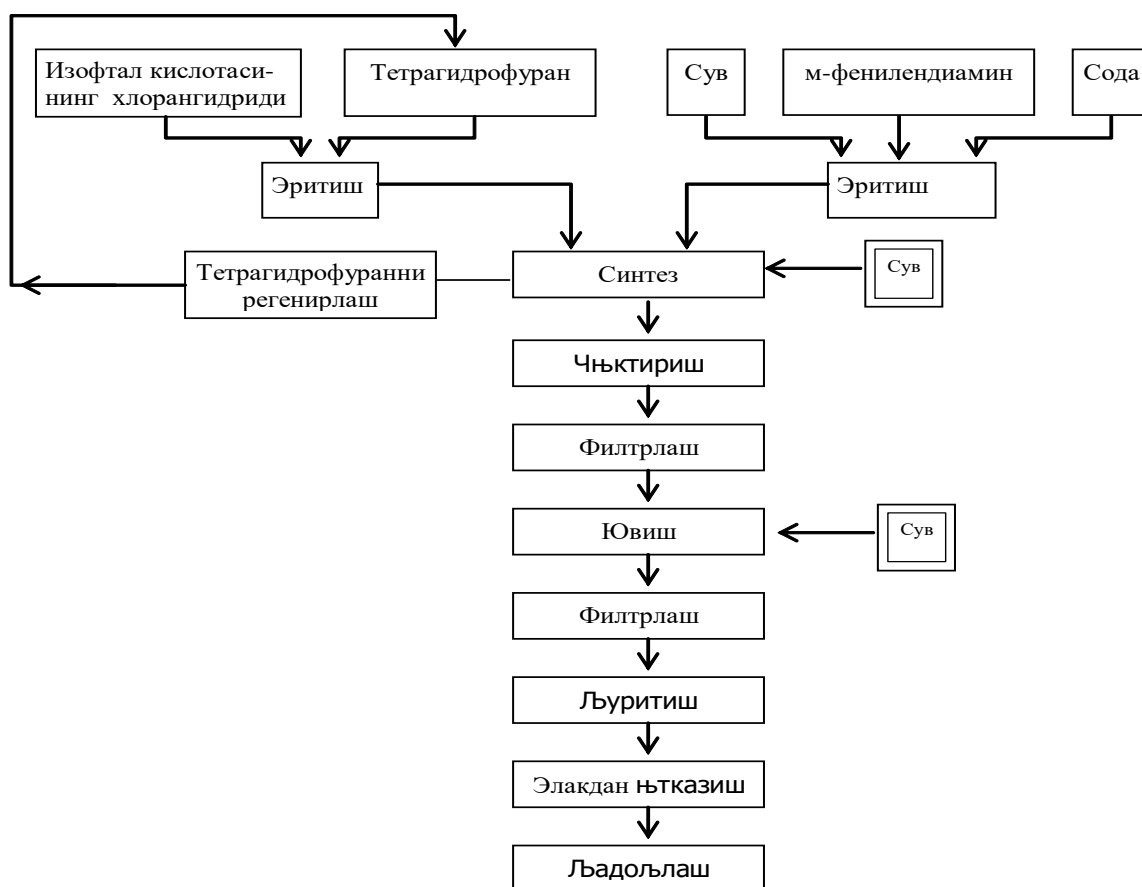 Изофтал кислотаси-
нинг хлорангидриди
Тетрагидрофуран
Сув
м-фенилендиамин
Сода
Эритиш
Эритиш
Тетрагидрофуранни
регенирлаш
Синтез
Сув
Чњктириш
Филтрлаш
Ювиш
Сув
Филтрлаш
Љуритиш
Элакдан њтказиш
Љадољлаш